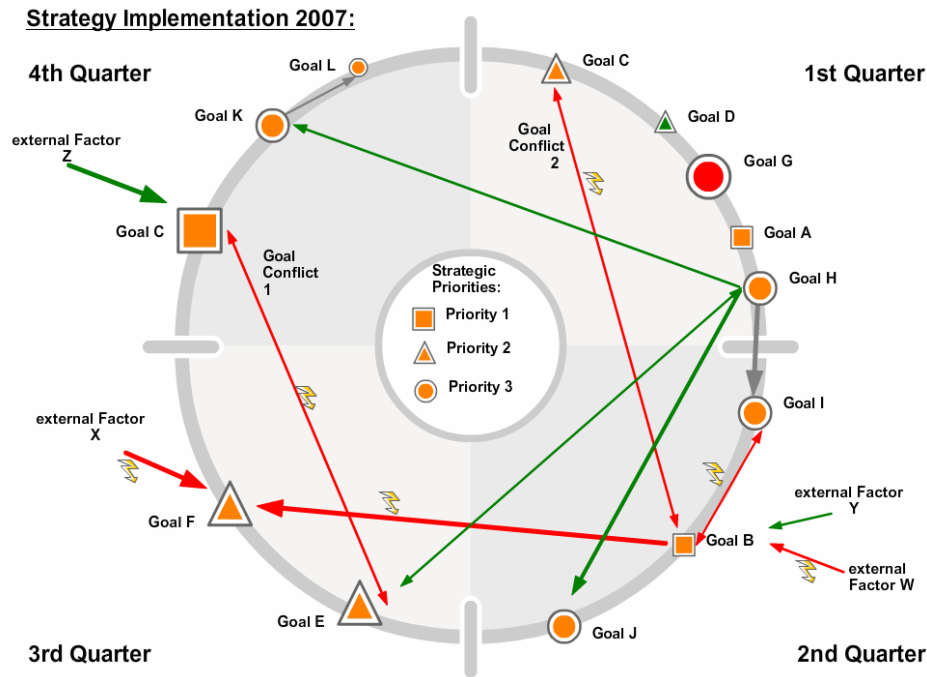 Strategy Implementation 2007:
4th Quarter
1st Quarter
Goal L
Goal C
Goal K
Goal D
Goal
Conflict
2
external Factor
Z
Goal G
Goal C
Goal A
Goal
Conflict
1
Goal H
Strategic
Priorities:
Priority 1
Priority 2
Priority 3
Goal I
external Factor
X
Goal F
external Factor
Y
Goal B
external
Factor W
Goal E
Goal J
3rd Quarter
2nd Quarter